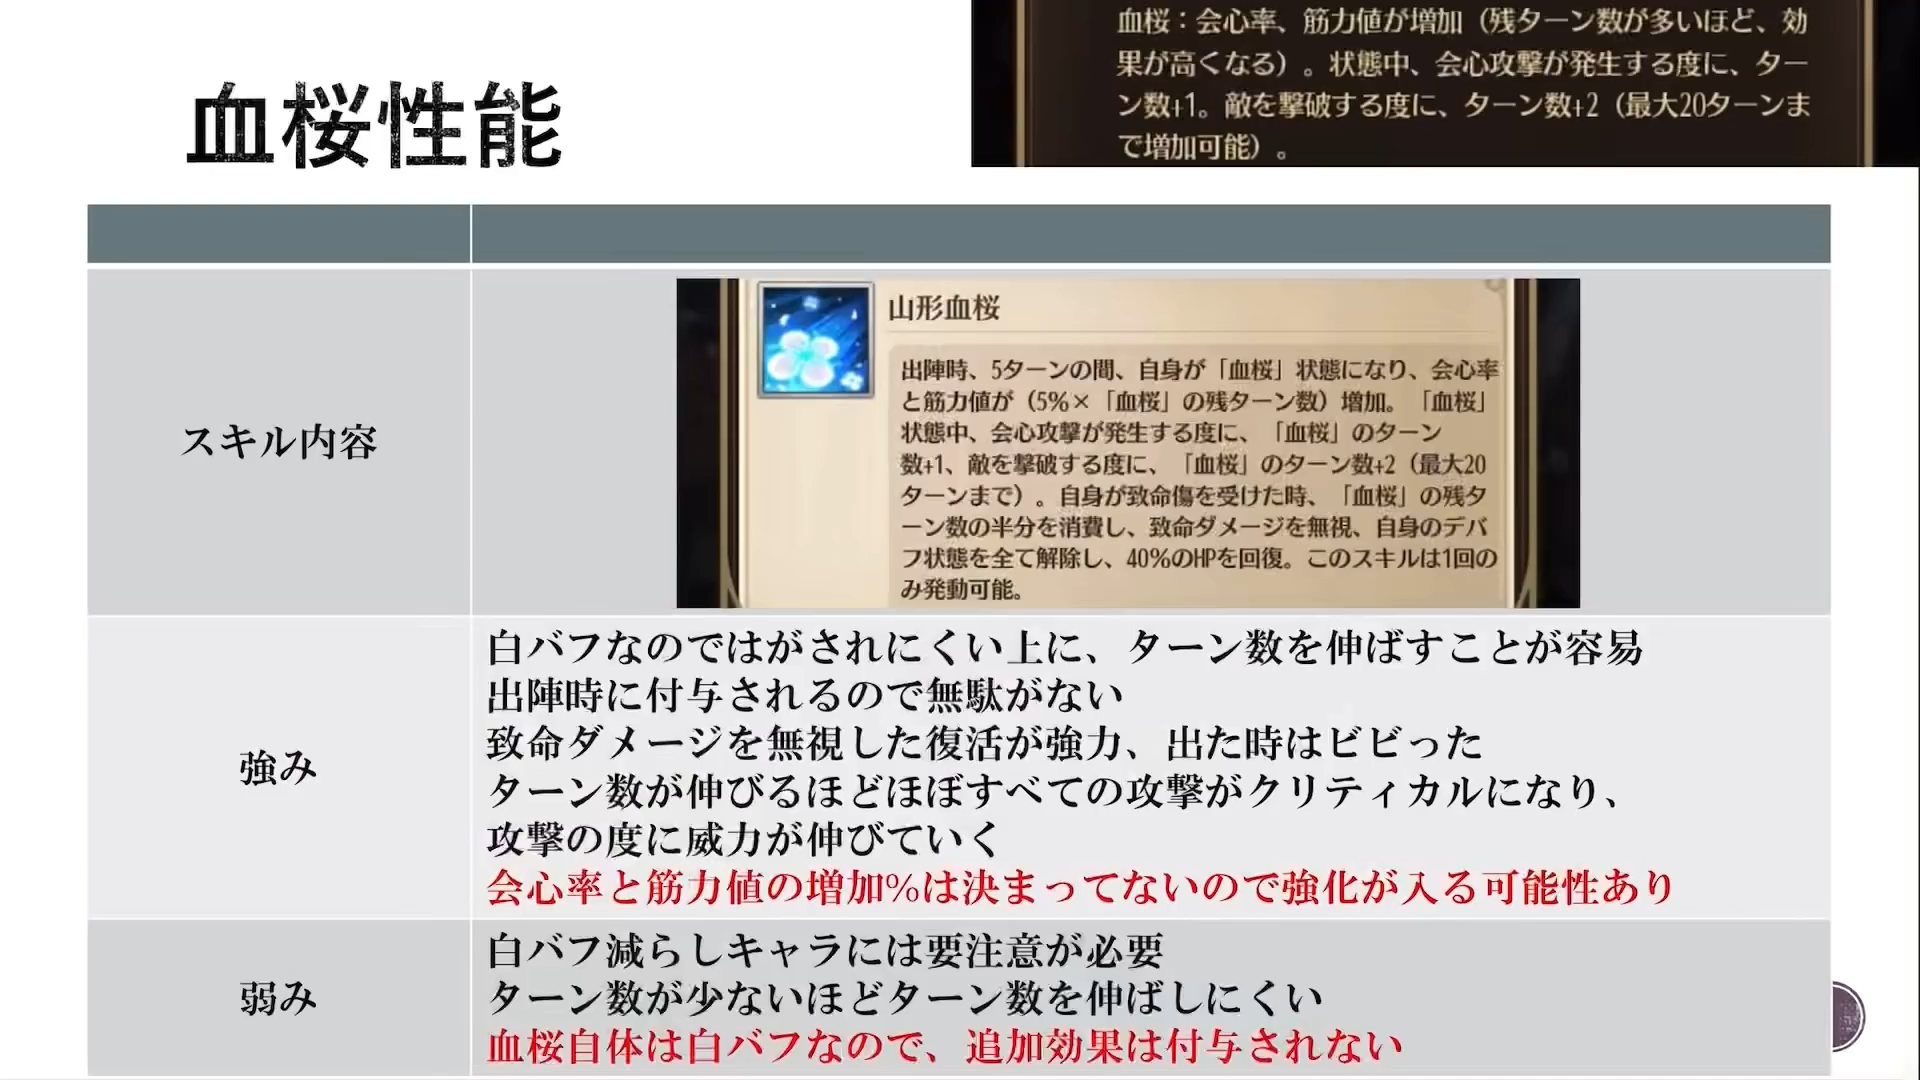 血桜性能
血桜：会心率、筋力値が増加（残ターン数が多いほど、効
果が高くなる）。状態中、会心攻撃が発生する度に、ター
ン数+1。敵を撃破する度に、ターン数+2（最大20ターンま
で増加可能）。
スキル内容
山形血桜
出陣時、5ターンの間、自身が「血桜」状態になり、会心率
と筋力値が（5%×「血桜」の残ターン数）増加。「血桜」
状態中、会心攻撃が発生する度に、「血桜」のターン
数+1、敵を撃破する度に、「血桜」のターン数+2（最大20
ターンまで）。自身が致命傷を受けた時、「血桜」の残タ
ーン数の半分を消費し、致命ダメージを無視、自身のデバ
フ状態を全て解除し、40%のHPを回復。このスキルは1回の
み発動可能。
強み
白バフなのではがされにくい上に、ターン数を伸ばすことが容易
出陣時に付与されるので無駄がない
致命ダメージを無視した復活が強力、出た時はビビった
ターン数が伸びるほどほぼすべての攻撃がクリティカルになり、
攻撃の度に威力が伸びていく
会心率と筋力値の増加%は決まってないので強化が入る可能性あり
弱み
白バフ減らしキャラには要注意が必要
ターン数が少ないほどターン数を伸ばしにくい
血桜自体は白バフなので、追加効果は付与されない